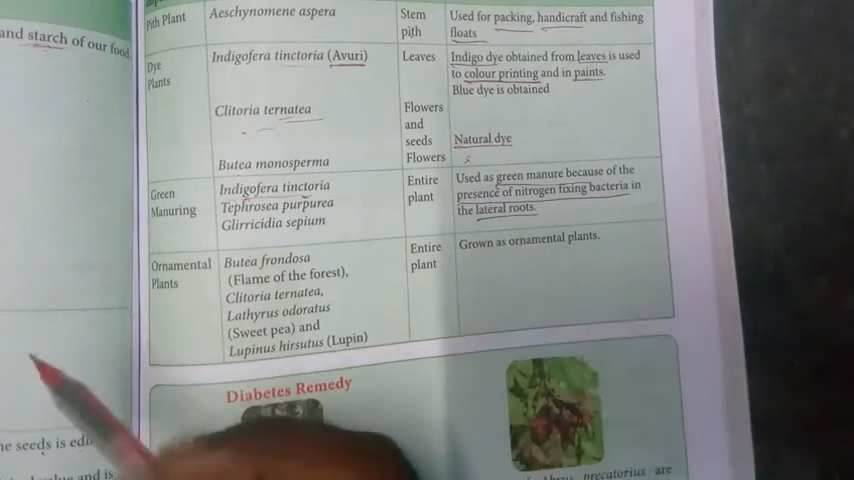 and starch of our food
Pith Plant Aeschynomene aspera Stem pith Used for packing, handicraft and fishing
floats
Dye Plants Indigofera tinctoria (Avuri) Leaves Indigo dye obtained from leaves is used
to colour printing and in paints.
Blue dye is obtained
Clitoria ternatea Flowers and seeds
Natural dye
Butea monosperma Flowers
Green Manuring Indigofera tinctoria Entire plant Used as green manure because of the
Tephrosea purpurea presence of nitrogen fixing bacteria in
Glirricidia sepium the lateral roots.
Ornamental Plants Butea frondosa Entire plant Grown as ornamental plants.
(Flame of the forest),
Clitoria ternatea,
Lathyrus odoratus
(Sweet pea) and
Lupinus hirsutus (Lupin)
Diabetes Remedy
seeds is
and is
precatorius are